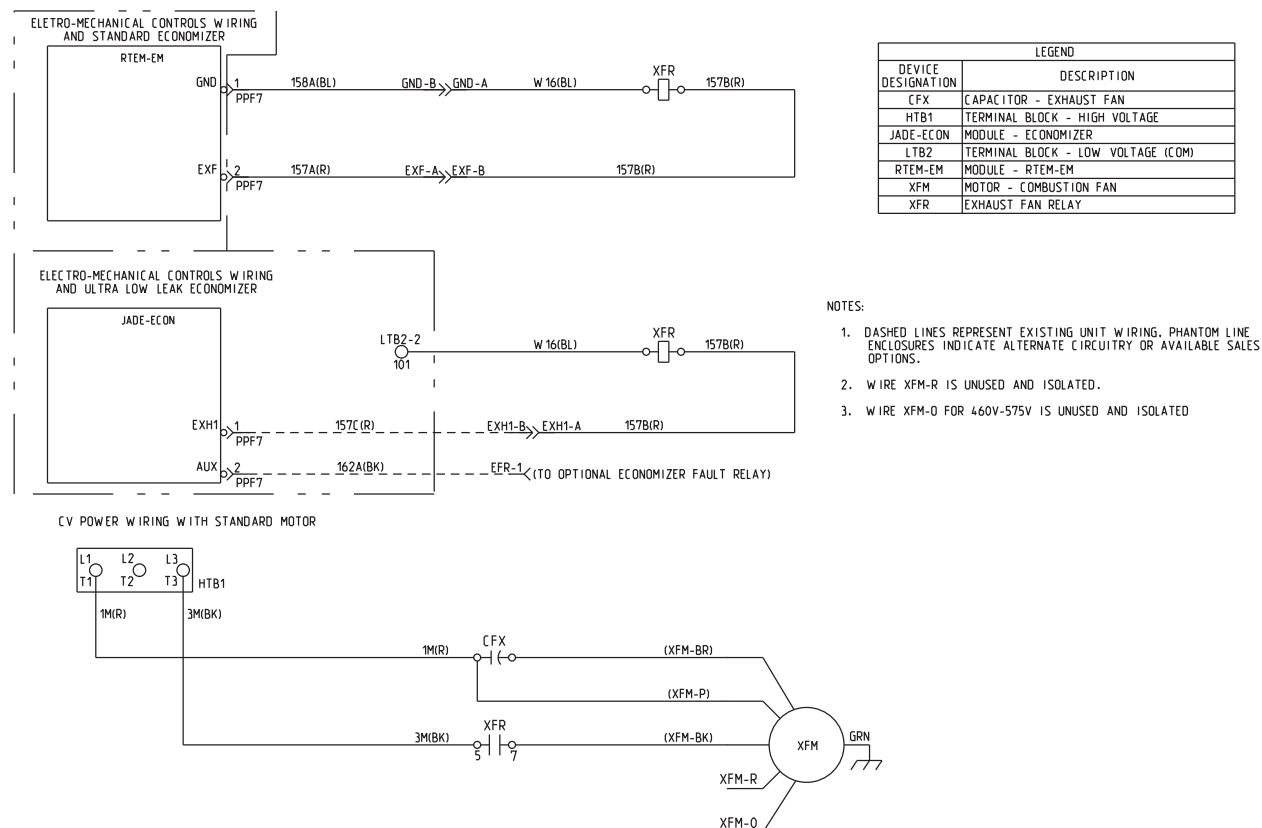 ELETRO-MECHANICAL CONTROLS WIRING
AND STANDARD ECONOMIZER
RTEM-EM
GND
1
PPF7
158A(BL)
GND-B
GND-A
W16(BL)
XFR
157B(R)
EXF
2
PPF7
157A(R)
EXF-A
EXF-B
157B(R)
LEGEND
DEVICE DESIGNATION DESCRIPTION
CFX CAPACITOR - EXHAUST FAN
HTB1 TERMINAL BLOCK - HIGH VOLTAGE
JADE-ECON MODULE - ECONOMIZER
LTB2 TERMINAL BLOCK - LOW VOLTAGE (COM)
RTEM-EM MODULE - RTEM-EM
XFM MOTOR - COMBUSTION FAN
XFR EXHAUST FAN RELAY
ELECTRO-MECHANICAL CONTROLS WIRING
AND ULTRA LOW LEAK ECONOMIZER
JADE-ECON
LTB2-2
101
W16(BL)
XFR
157B(R)
EXH1
1
PPF7
157C(R)
EXH1-B
EXH1-A
157B(R)
AUX
2
PPF7
162A(BK)
EFR-1
(TO OPTIONAL ECONOMIZER FAULT RELAY)
NOTES:
1. DASHED LINES REPRESENT EXISTING UNIT WIRING. PHANTOM LINE
ENCLOSURES INDICATE ALTERNATE CIRCUITRY OR AVAILABLE SALES
OPTIONS.
2. WIRE XFM-R IS UNUSED AND ISOLATED.
3. WIRE XFM-O FOR 460V-575V IS UNUSED AND ISOLATED
CV POWER WIRING WITH STANDARD MOTOR
L1 L2 L3
T1 T2 T3
HTB1
1M(R)
3M(BK)
1M(R)
CFX
(XFM-BR)
(XFM-P)
3M(BK)
XFR
5
7
(XFM-BK)
XFM
GRN
XFM-R
XFM-O